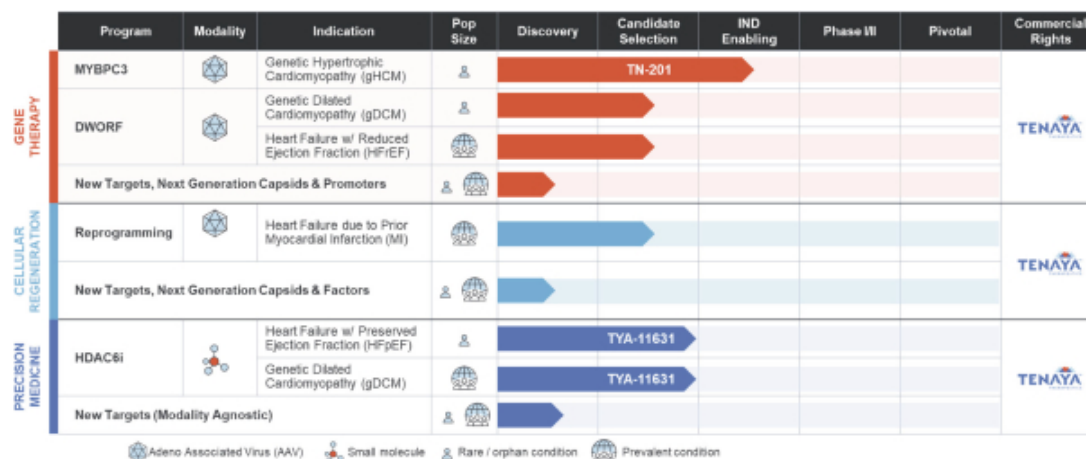 Program Modality Indication Pop Size Discovery Candidate Selection IND Enabling Phase I/II Pivotal Commercial Rights
GENE THERAPY
MYBPC3 Genetic Hypertrophic Cardiomyopathy (gHCM) TN-201
DWORF Genetic Dilated Cardiomyopathy (gDCM)
Heart Failure w/ Reduced Ejection Fraction (HFrEF)
TENAYA
New Targets, Next Generation Capsids & Promoters
CELLULAR REGENERATION
Reprogramming Heart Failure due to Prior Myocardial Infarction (MI)
TENAYA
New Targets, Next Generation Capsids & Factors
PRECISION MEDICINE
HDAC6i Heart Failure w/ Preserved Ejection Fraction (HFpEF) TYA-11631
Genetic Dilated Cardiomyopathy (gDCM) TYA-11631
TENAYA
New Targets (Modality Agnostic)
Adeno Associated Virus (AAV) Small molecule Rare / orphan condition Prevalent condition